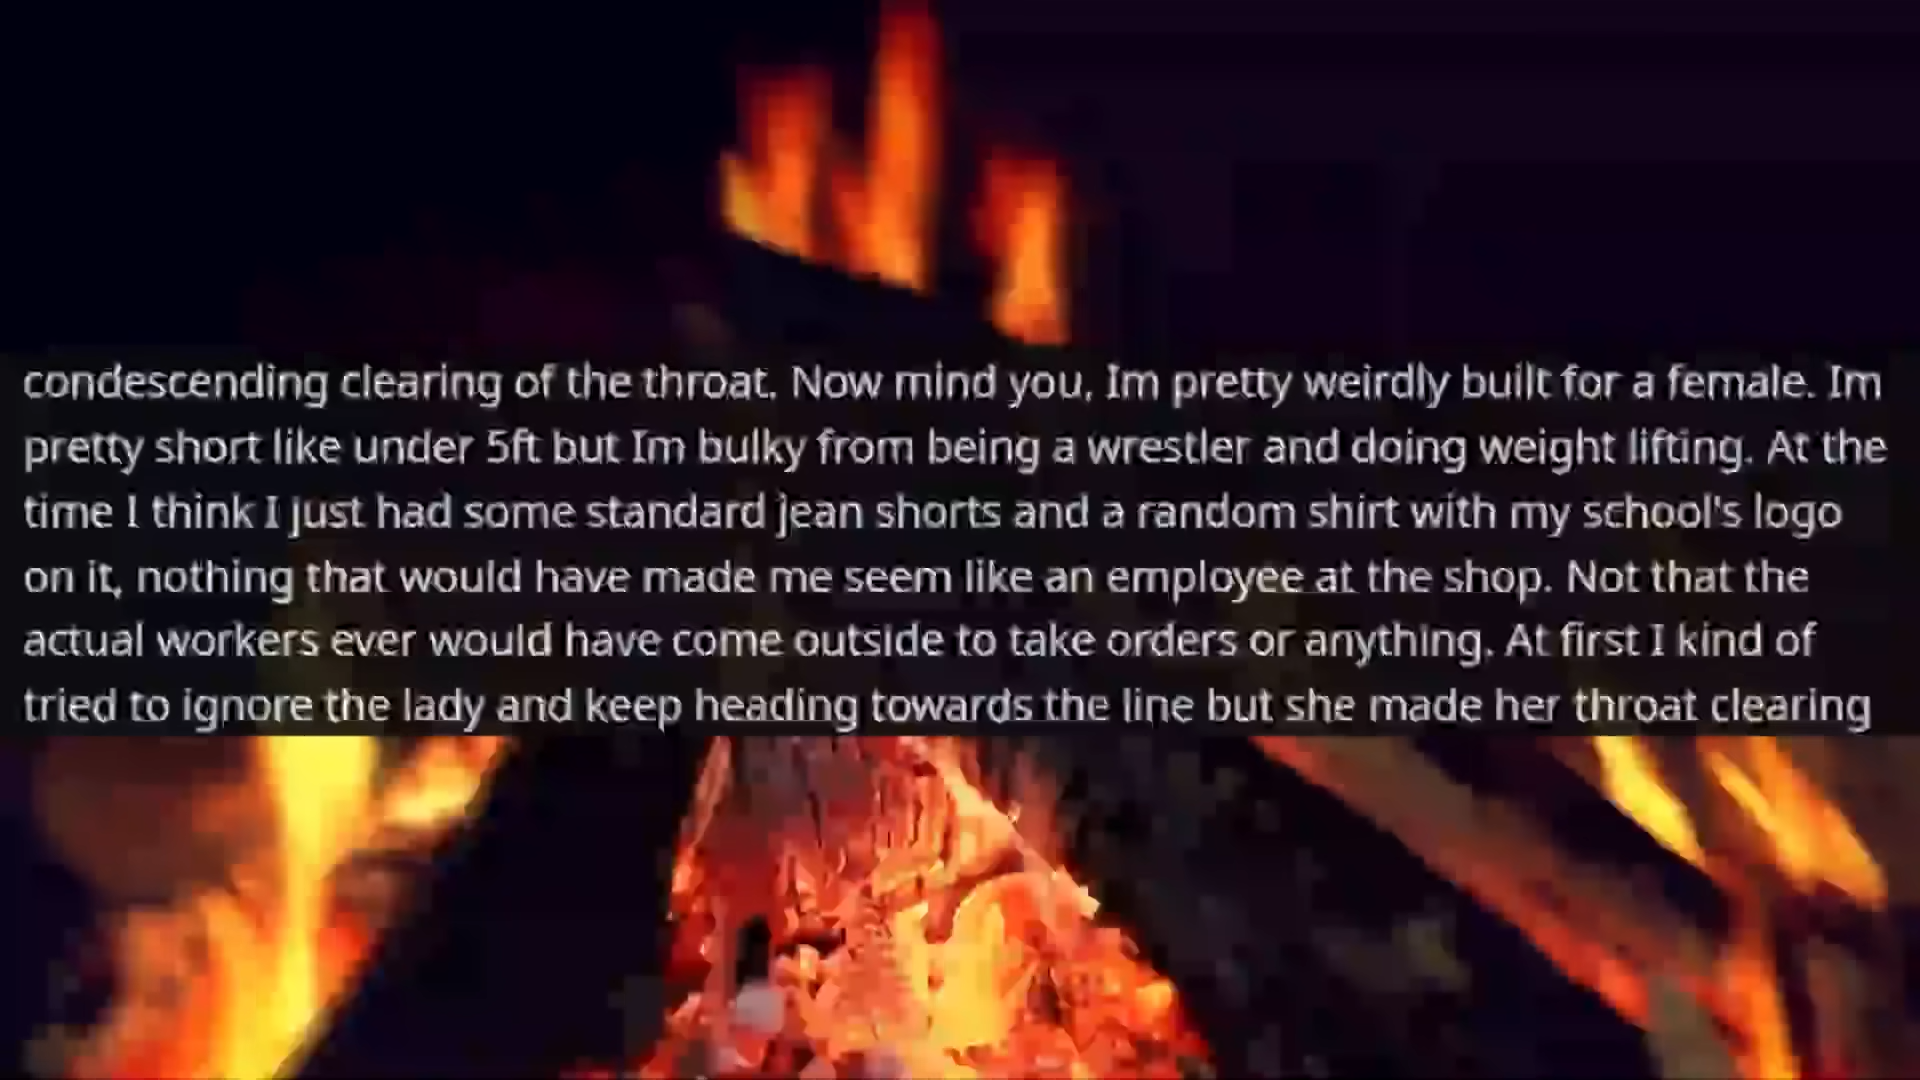 condescending clearing of the throat. Now mind you, Im pretty weirdly built for a female. Im
pretty short like under 5ft but Im bulky from being a wrestler and doing weight lifting. At the
time I think I just had some standard jean shorts and a random shirt with my school's logo
on it, nothing that would have made me seem like an employee at the shop. Not that the
actual workers ever would have come outside to take orders or anything. At first I kind of
tried to ignore the lady and keep heading towards the line but she made her throat clearing